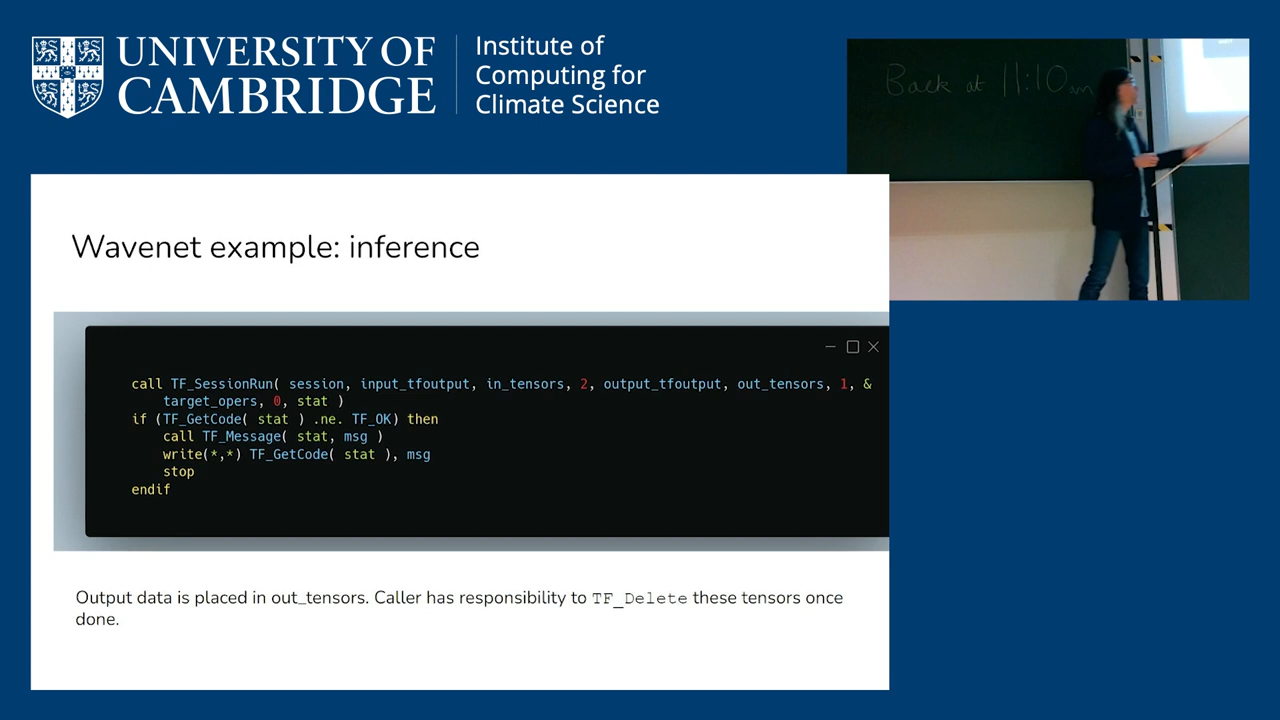 UNIVERSITY OF
CAMBRIDGE
Institute of
Computing for
Climate Science
Back at 11:10am
Wavenet example: inference
call TF_SessionRun( session, input_tfoutput, in_tensors, 2, output_tfoutput, out_tensors, 1, &
target_opers, 0, stat )
if (TF_GetCode( stat ) .ne. TF_OK) then
call TF_Message( stat, msg )
write(*,*) TF_GetCode( stat ), msg
stop
endif
Output data is placed in out_tensors. Caller has responsibility to TF_Delete these tensors once
done.